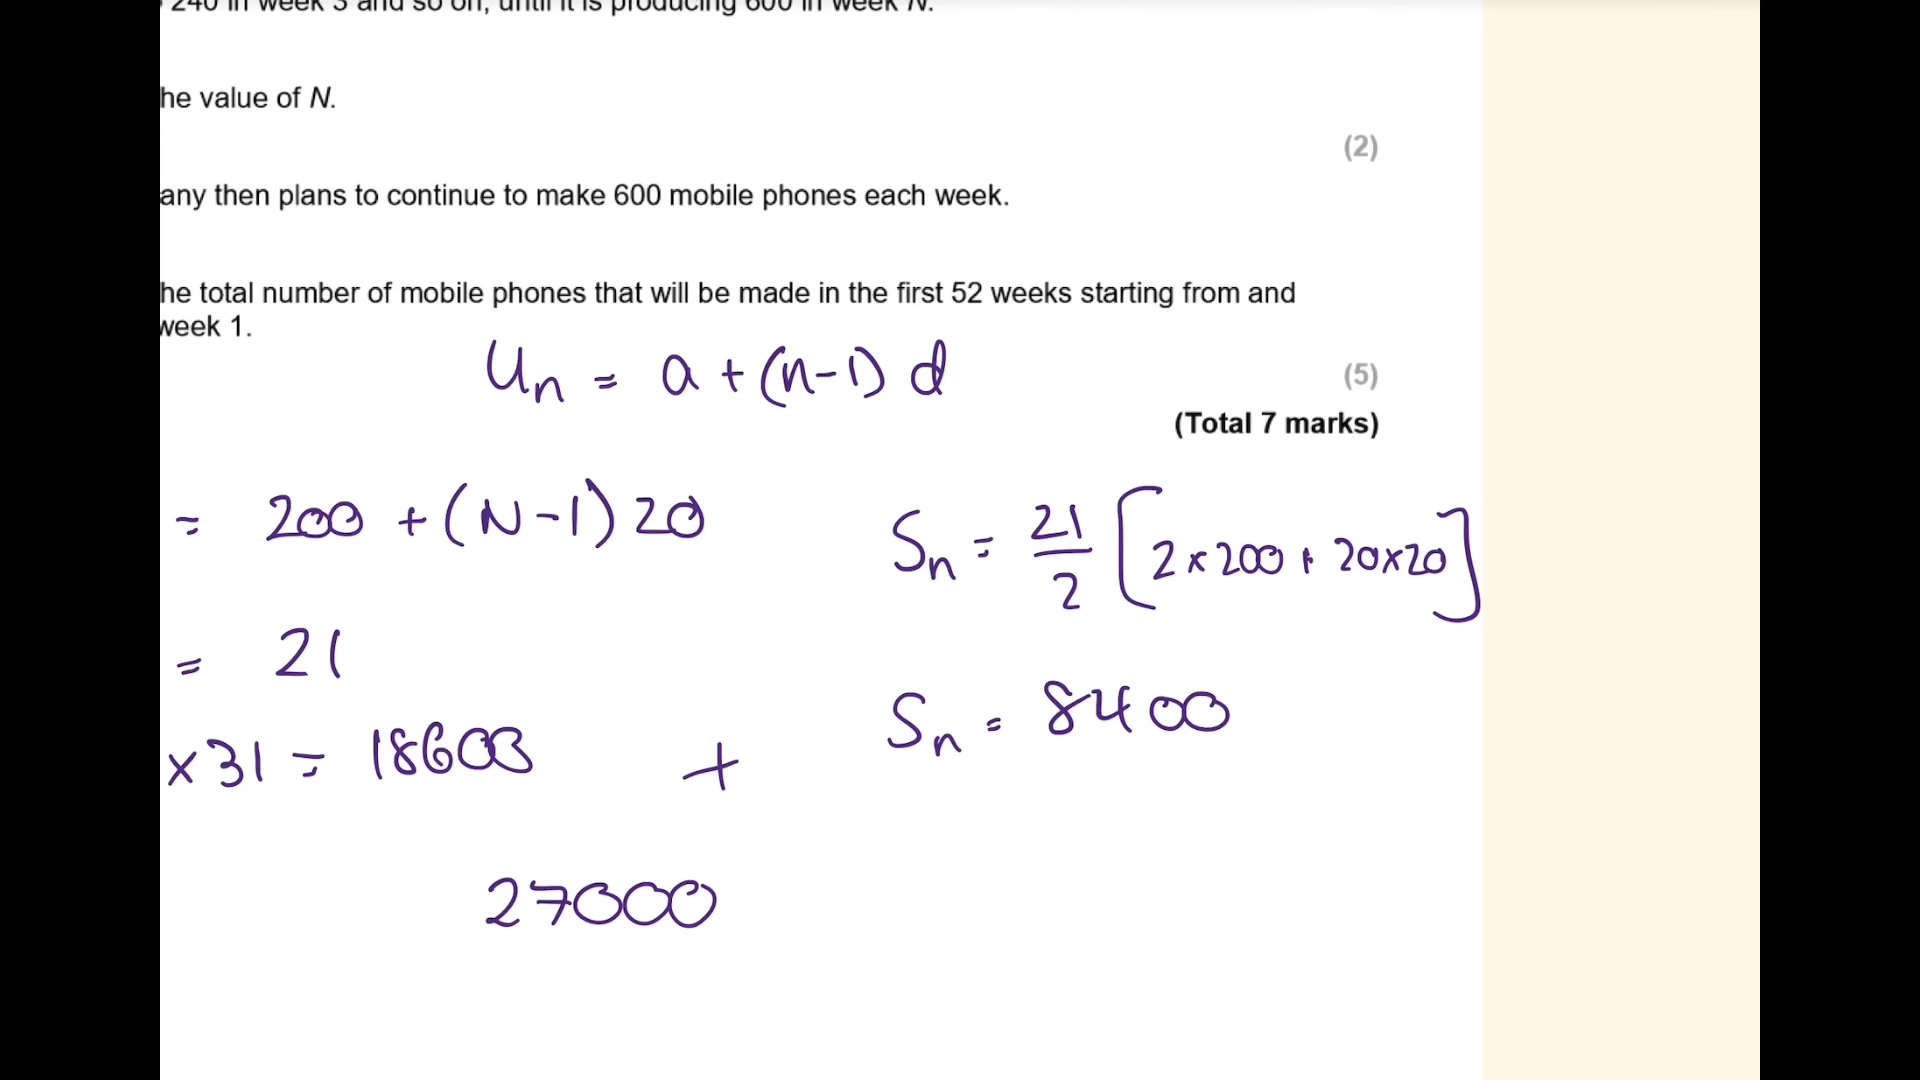 240 in week 3 and so on, until it is producing 600 in week N.
he value of N.
(2)
any then plans to continue to make 600 mobile phones each week.
he total number of mobile phones that will be made in the first 52 weeks starting from and
week 1.
Un = a + (n-1) d
(5)
(Total 7 marks)
= 200 + (N-1) 20
Sn = 21/2 [2 x 200 + 20x20]
= 21
Sn = 8400
x 31 = 18600 +
27000